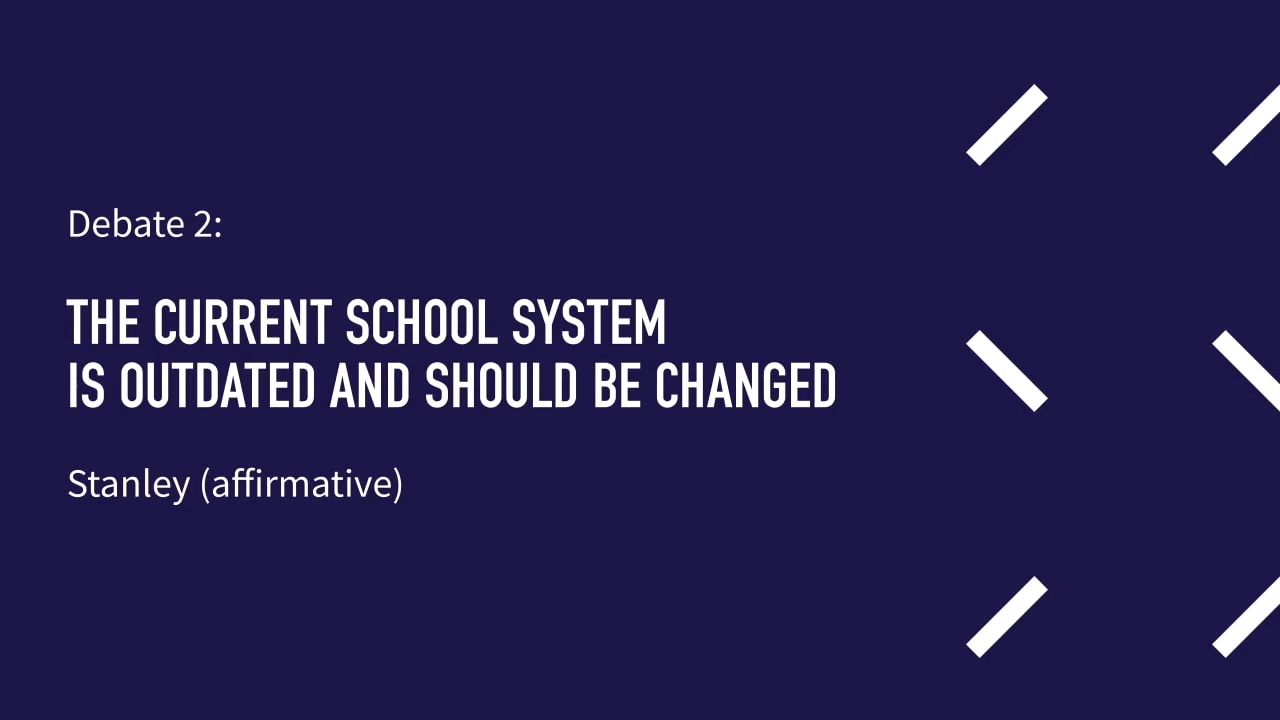 Debate 2:
THE CURRENT SCHOOL SYSTEM
IS OUTDATED AND SHOULD BE CHANGED
Stanley (affirmative)